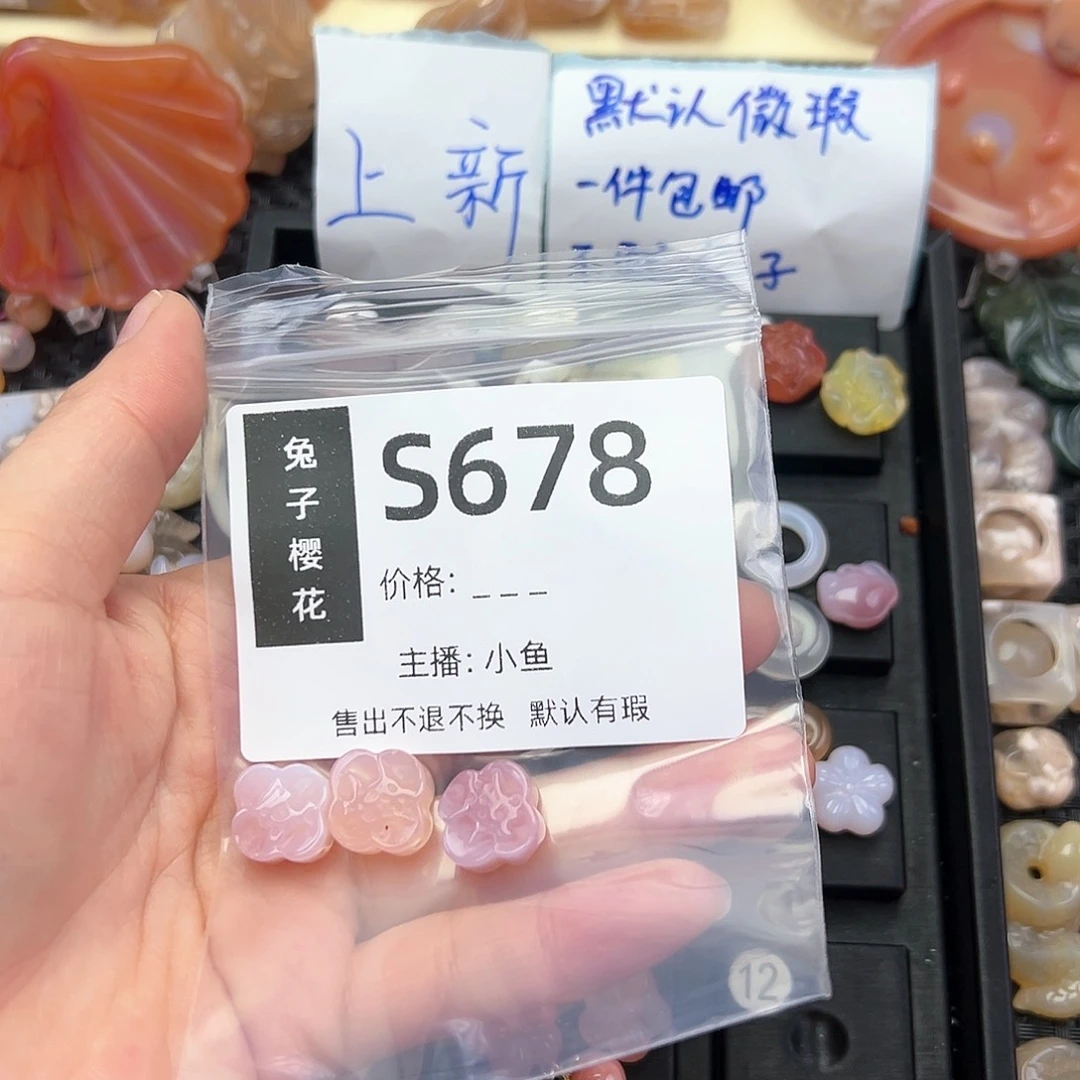 上新
默认微瑕
一件包邮
子
兔子樱花
S678
价格: _ _ _
主播: 小鱼
售出不退不换 默认有瑕
12